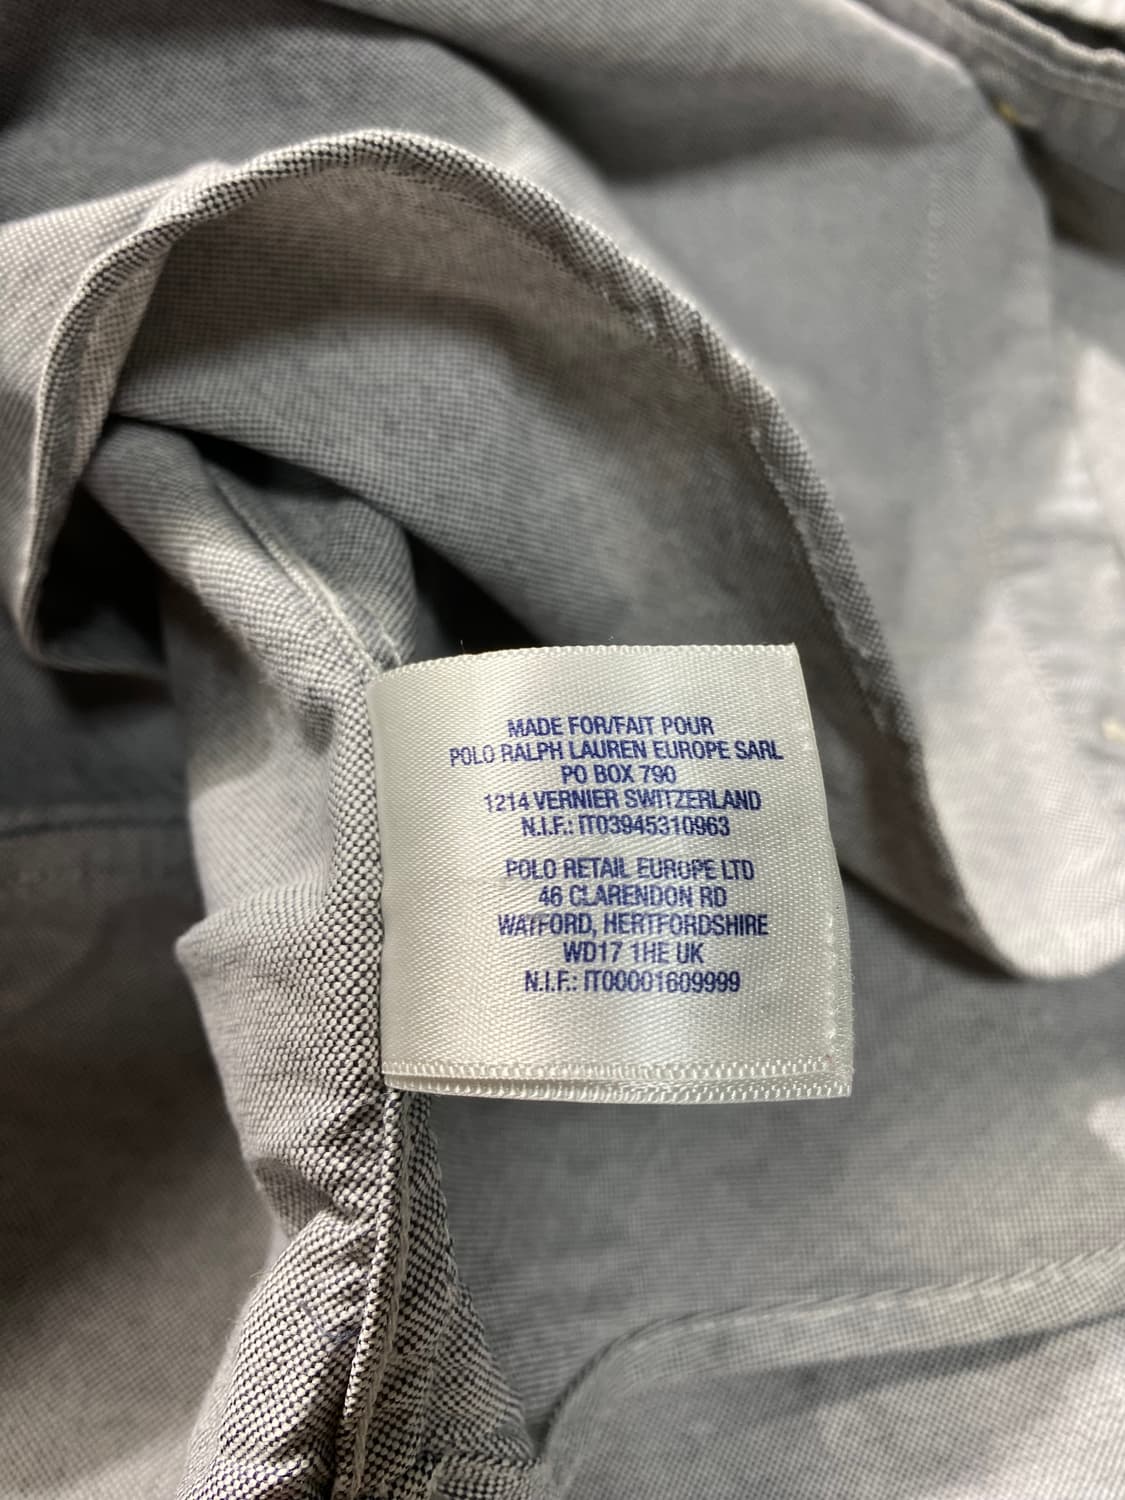 MADE FOR/FAIT POUR
POLO RALPH LAUREN EUROPE SARL
PO BOX 790
1214 VERNIER SWITZERLAND
N.I.F.: IT03945310963
POLO RETAIL EUROPE LTD
46 CLARENDON RD
WATFORD, HERTFORDSHIRE
WD17 1HE UK
N.I.F.: IT00001609999